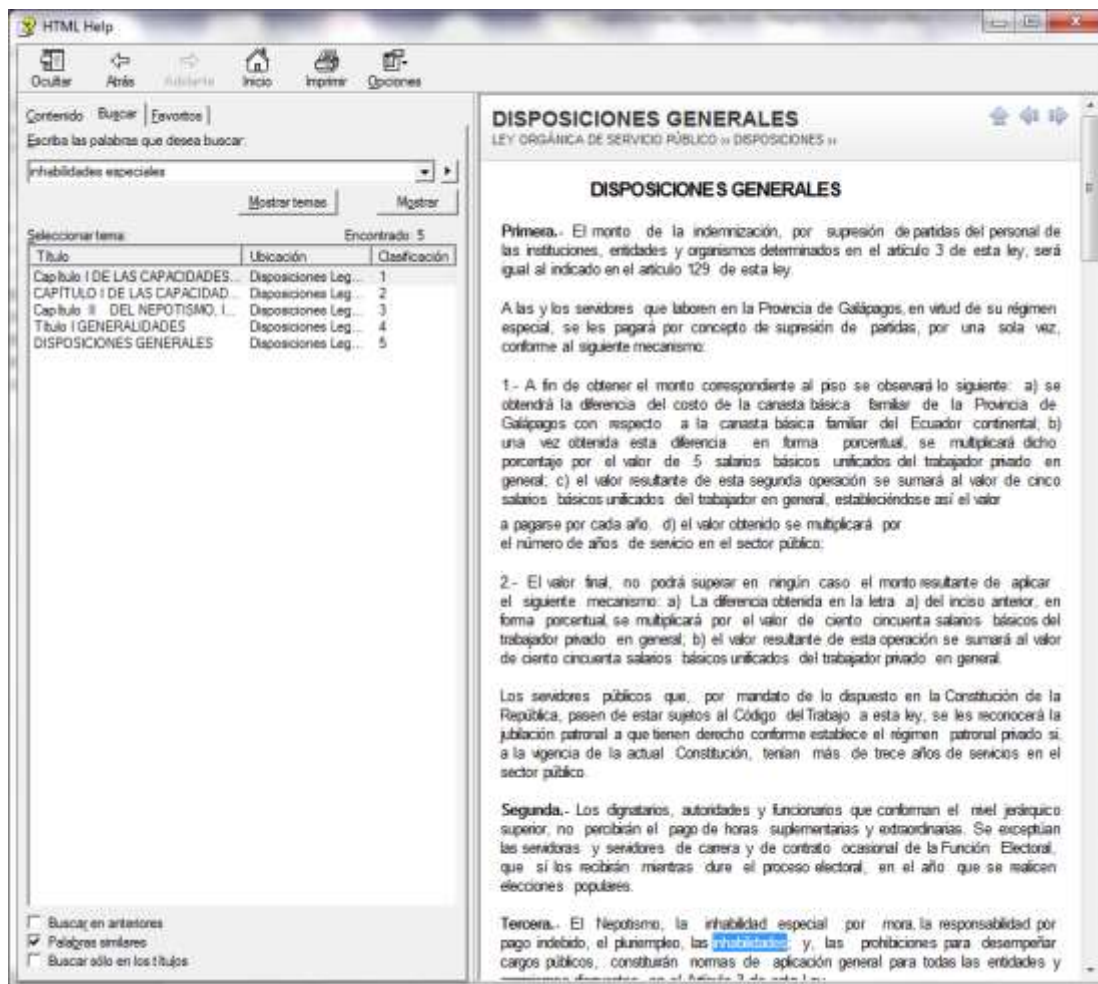 HTML Help
Ocultar Atrás Adelante Inicio Imprimir Opciones
Contenido Buscar Favoritos
Escriba las palabras que desea buscar:
inhabilidades especiales
Mostrar temas Mostrar
Seleccionar tema: Encontrado: 5
Título Ubicación Clasificación
Capítulo I DE LAS CAPACIDADES... Disposiciones Leg... 1
CAPÍTULO I DE LAS CAPACIDAD... Disposiciones Leg... 2
Capítulo II DEL NEPOTISMO, I... Disposiciones Leg... 3
Título I GENERALIDADES Disposiciones Leg... 4
DISPOSICIONES GENERALES Disposiciones Leg... 5
Buscar en anteriores
Palabras similares
Buscar sólo en los títulos
DISPOSICIONES GENERALES
LEY ORGÁNICA DE SERVICIO PÚBLICO » DISPOSICIONES »
DISPOSICIONES GENERALES
Primera.- El monto de la indemnización, por supresión de partidas del personal de
las instituciones, entidades y organismos determinados en el artículo 3 de esta ley, será
igual al indicado en el artículo 129 de esta ley.
A las y los servidores que laboren en la Provincia de Galápagos, en virtud de su régimen
especial, se les pagará por concepto de supresión de partidas, por una sola vez,
conforme al siguiente mecanismo:
1.- A fin de obtener el monto correspondiente al piso se observará lo siguiente: a) se
obtendrá la diferencia del costo de la canasta básica familiar de la Provincia de
Galápagos con respecto a la canasta básica familiar del Ecuador continental; b)
una vez obtenida esta diferencia en forma porcentual, se multiplicará dicho
porcentaje por el valor de 5 salarios básicos unificados del trabajador privado en
general; c) el valor resultante de esta segunda operación se sumará al valor de cinco
salarios básicos unificados del trabajador en general, estableciéndose así el valor
a pagarse por cada año, d) el valor obtenido se multiplicará por
el número de años de servicio en el sector público;
2.- El valor final, no podrá superar en ningún caso el monto resultante de aplicar
el siguiente mecanismo: a) La diferencia obtenida en la letra a) del inciso anterior, en
forma porcentual, se multiplicará por el valor de ciento cincuenta salarios básicos del
trabajador privado en general; b) el valor resultante de esta operación se sumará al valor
de ciento cincuenta salarios básicos unificados del trabajador privado en general.
Los servidores públicos que, por mandato de lo dispuesto en la Constitución de la
República, pasen de estar sujetos al Código del Trabajo a esta ley, se les reconocerá la
jubilación patronal a que tienen derecho conforme establece el régimen patronal privado si,
a la vigencia de la actual Constitución, tenían más de trece años de servicios en el
sector público.
Segunda.- Los dignatarios, autoridades y funcionarios que conforman el nivel jerárquico
superior, no percibirán el pago de horas suplementarias y extraordinarias. Se exceptúan
las servidoras y servidores de carrera y de contrato ocasional de la Función Electoral,
que sí los recibirán mientras dure el proceso electoral, en el año que se realicen
elecciones populares.
Tercera.- El Nepotismo, la inhabilidad especial por mora, la responsabilidad por
pago indebido, el pluriempleo, las inhabilidades; y, las prohibiciones para desempeñar
cargos públicos, constituirán normas de aplicación general para todas las entidades y